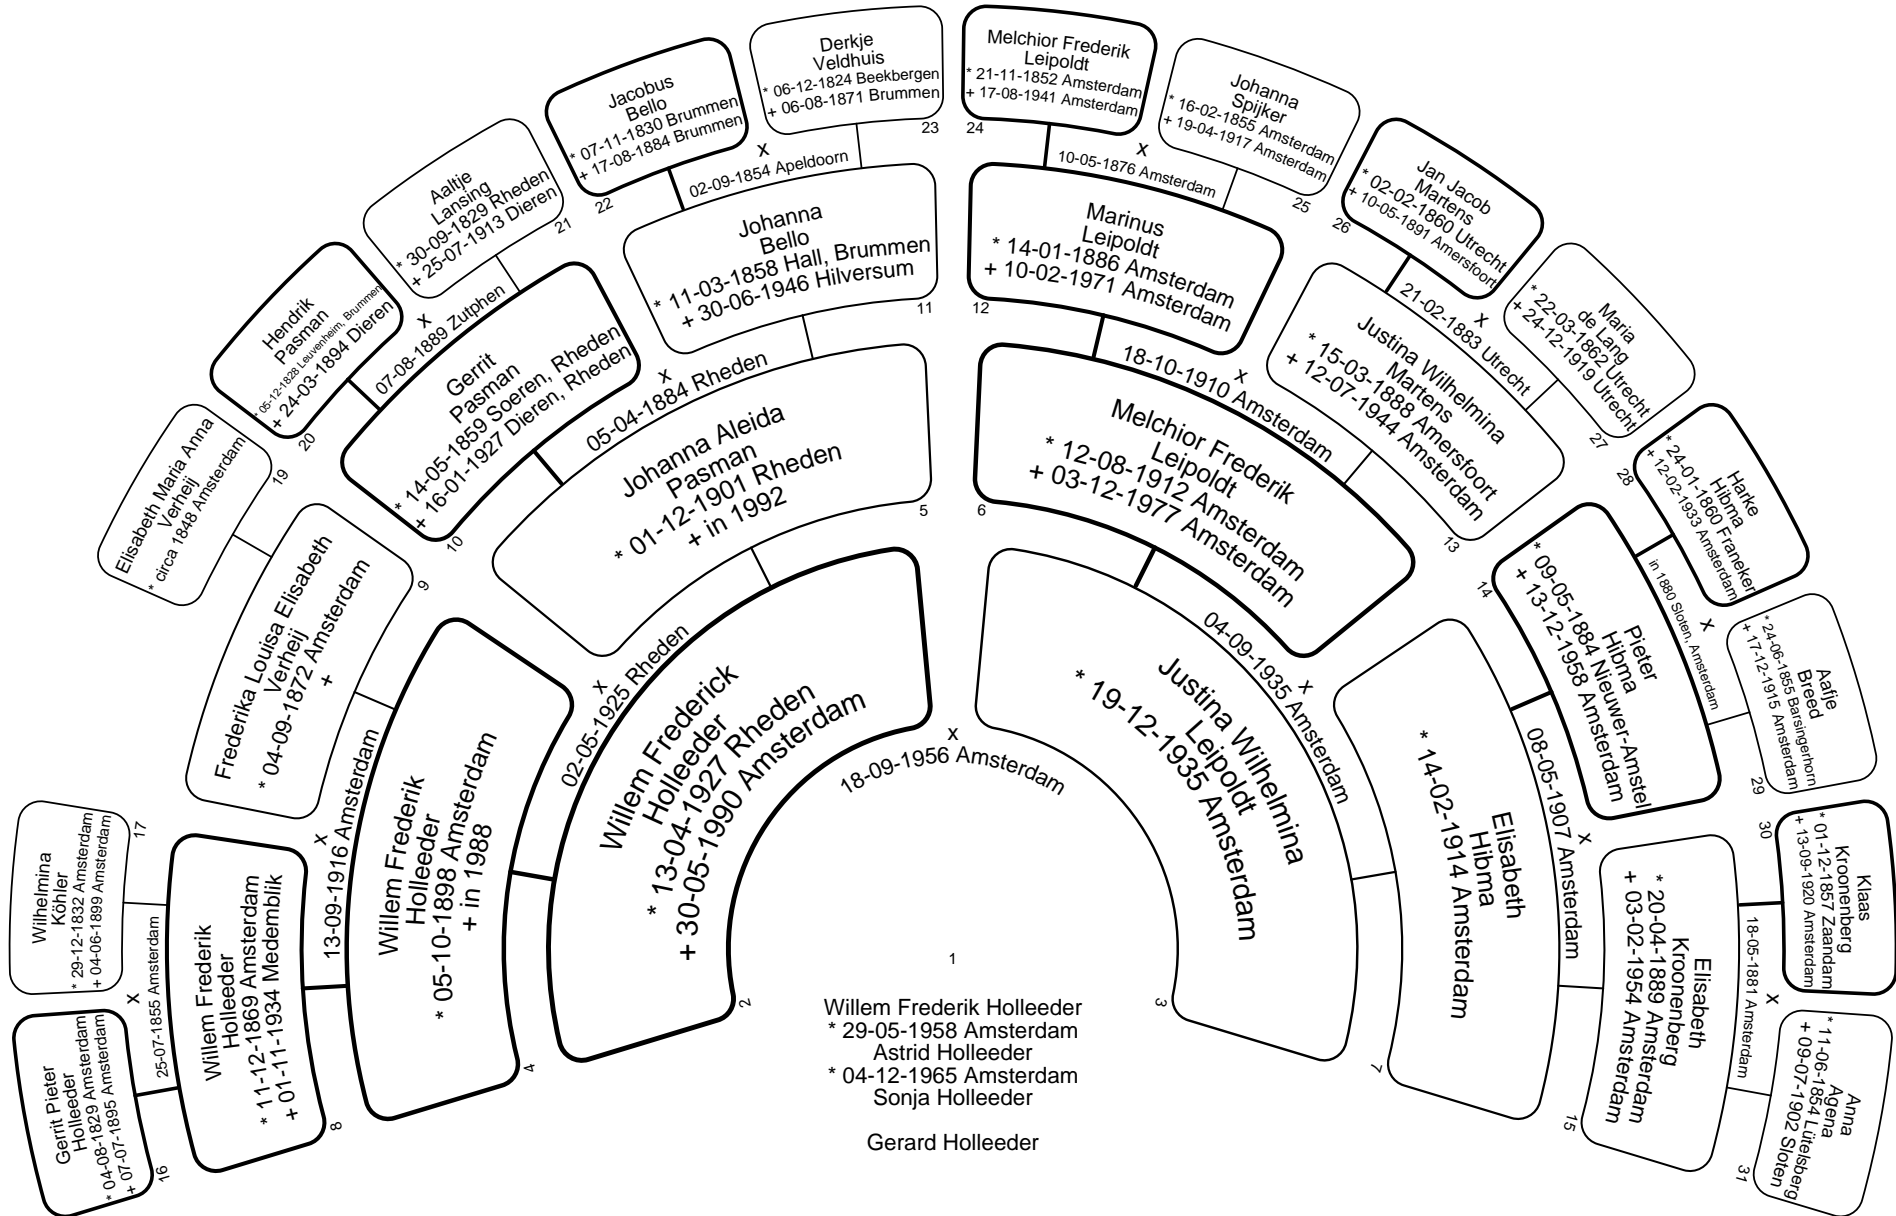 1
Willem Frederik Holleeder
* 29-05-1958 Amsterdam
Astrid Holleeder
* 04-12-1965 Amsterdam
Sonja Holleeder
Gerard Holleeder
Willem Frederick
Holleeder
* 13-04-1927 Rheden
+ 30-05-1990 Amsterdam
2
x
18-09-1956 Amsterdam
Justina Wilhelmina
Leipoldt
* 19-12-1935 Amsterdam
3
Willem Frederik
Holleeder
* 05-10-1898 Amsterdam
+ in 1988
4
x
02-05-1925 Rheden
Johanna Aleida
Pasman
* 01-12-1901 Rheden
+ in 1992
5
Melchior Frederik
Leipoldt
* 12-08-1912 Amsterdam
+ 03-12-1977 Amsterdam
6
x
04-09-1935 Amsterdam
Elisabeth
Hibma
* 14-02-1914 Amsterdam
7
Willem Frederik
Holleeder
* 11-12-1869 Amsterdam
+ 01-11-1934 Medemblik
8
x
13-09-1916 Amsterdam
Frederika Louisa Elisabeth
Verheij
* 04-09-1872 Amsterdam
+
9
Gerrit
Pasman
* 14-05-1859 Soeren, Rheden
+ 16-01-1927 Dieren, Rheden
10
x
05-04-1884 Rheden
Johanna
Bello
* 11-03-1858 Hall, Brummen
+ 30-06-1946 Hilversum
11
Marinus
Leipoldt
* 14-01-1886 Amsterdam
+ 10-02-1971 Amsterdam
12
x
18-10-1910 Amsterdam
Justina Wilhelmina
Martens
* 15-03-1888 Amersfoort
+ 12-07-1944 Amsterdam
13
Pieter
Hibma
* 09-05-1884 Nieuwer-Amstel
+ 13-12-1958 Amsterdam
14
x
08-05-1907 Amsterdam
Elisabeth
Kroonenberg
* 20-04-1889 Amsterdam
+ 03-02-1954 Amsterdam
15
Gerrit Pieter
Holleeder
* 04-08-1829 Amsterdam
+ 07-07-1895 Amsterdam
16
x
25-07-1855 Amsterdam
Wilhelmina
Köhler
* 29-12-1832 Amsterdam
+ 04-06-1899 Amsterdam
17
Elisabeth Maria Anna
Verheij
* circa 1848 Amsterdam
19
Hendrik
Pasman
* 05-12-1828 Leuvenheim, Brummen
+ 24-03-1894 Dieren
20
x
07-08-1889 Zutphen
Aaltje
Lansing
* 30-09-1829 Rheden
+ 25-07-1913 Dieren
21
Jacobus
Bello
* 07-11-1830 Brummen
+ 17-08-1884 Brummen
22
x
02-09-1854 Apeldoorn
Derkje
Veldhuis
* 06-12-1824 Beekbergen
+ 06-08-1871 Brummen
23
Melchior Frederik
Leipoldt
* 21-11-1852 Amsterdam
+ 17-08-1941 Amsterdam
24
x
10-05-1876 Amsterdam
Johanna
Spijker
* 16-02-1855 Amsterdam
+ 19-04-1917 Amsterdam
25
Jan Jacob
Martens
* 02-02-1860 Utrecht
+ 10-05-1891 Amersfoort
26
x
21-02-1883 Utrecht
Maria
de Lang
* 22-03-1862 Utrecht
+ 24-12-1919 Utrecht
27
Harke
Hibma
* 24-01-1860 Franeker
+ 12-02-1933 Amsterdam
28
x
in 1880 Sloten, Amsterdam
Aafje
Breed
* 24-06-1855 Barsingerhorn
+ 17-12-1915 Amsterdam
29
Klaas
Kroonenberg
* 01-12-1857 Zaandam
+ 13-09-1920 Amsterdam
30
x
18-05-1881 Amsterdam
Anna
Agena
* 11-06-1854 Lütelsberg
+ 09-07-1902 Sloten
31